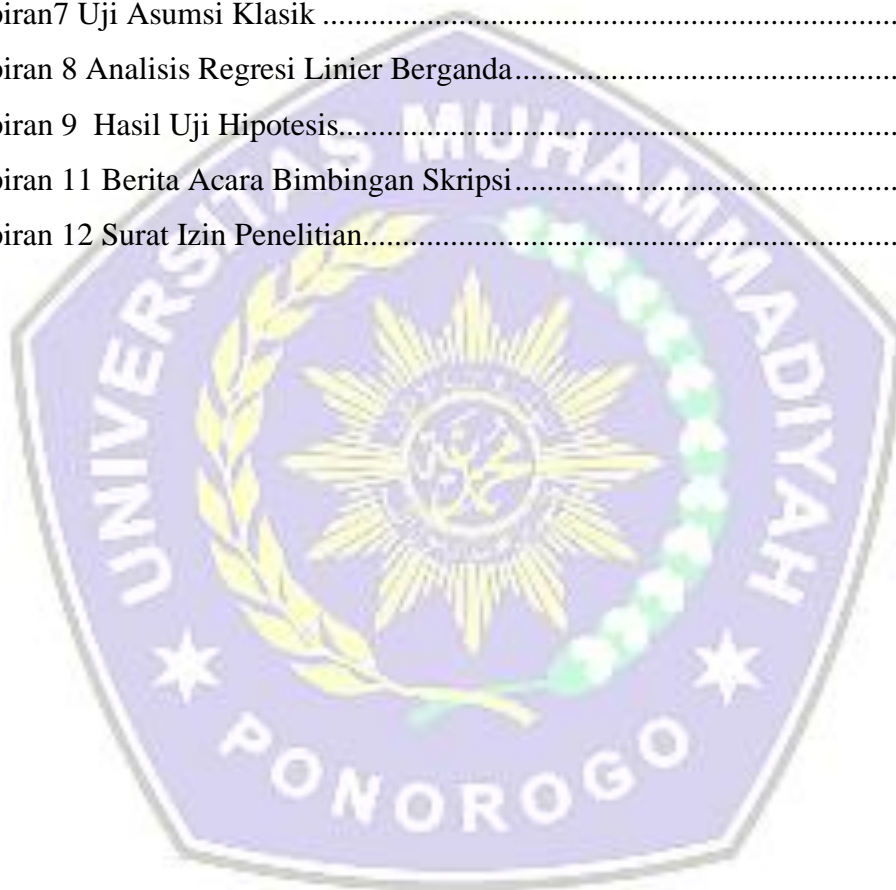 piran7 Uji Asumsi Klasik ...............................................................................
piran 8 Analisis Regresi Linier Berganda.....................................................
piran 9  Hasil Uji Hipotesis............................................................................
piran 11 Berita Acara Bimbingan Skripsi.....................................................
piran 12 Surat Izin Penelitian.........................................................................
UNIVERSITAS MUHAMMADIYAH
PONOROGO